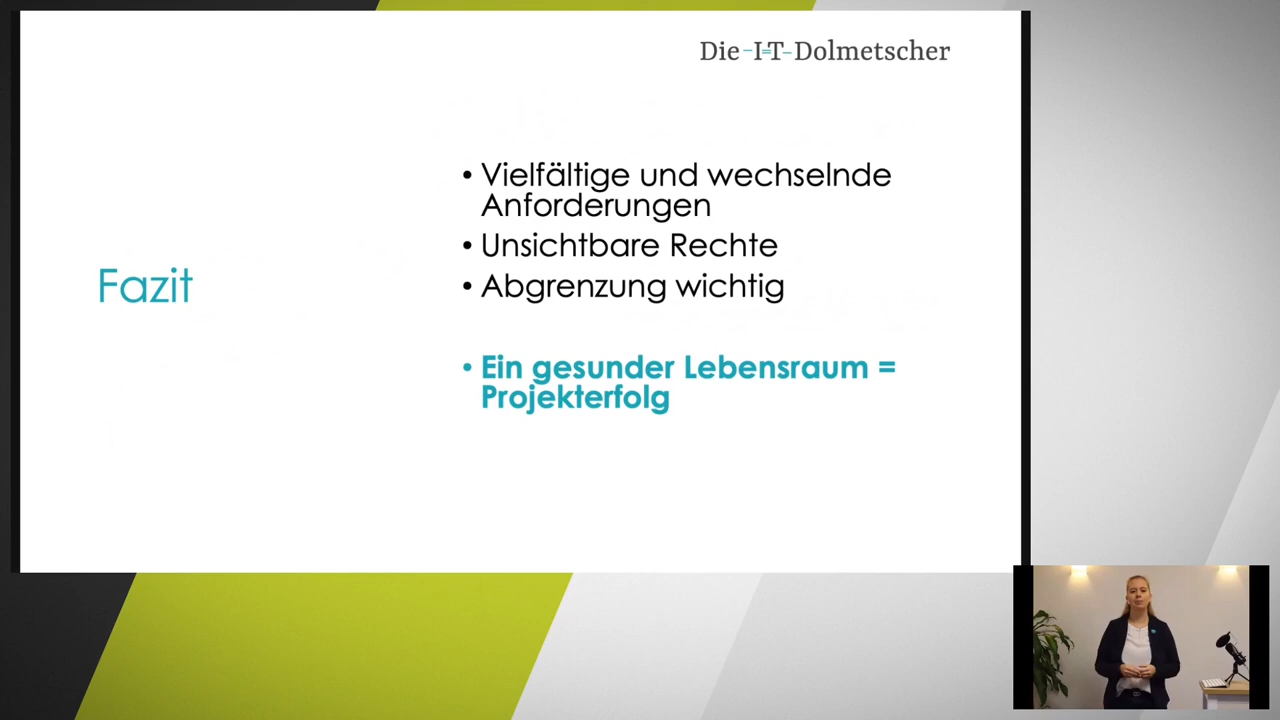 Die-I-T-Dolmetscher
• Vielfältige und wechselnde
Anforderungen
• Unsichtbare Rechte
• Abgrenzung wichtig
Fazit
• Ein gesunder Lebensraum =
Projekterfolg